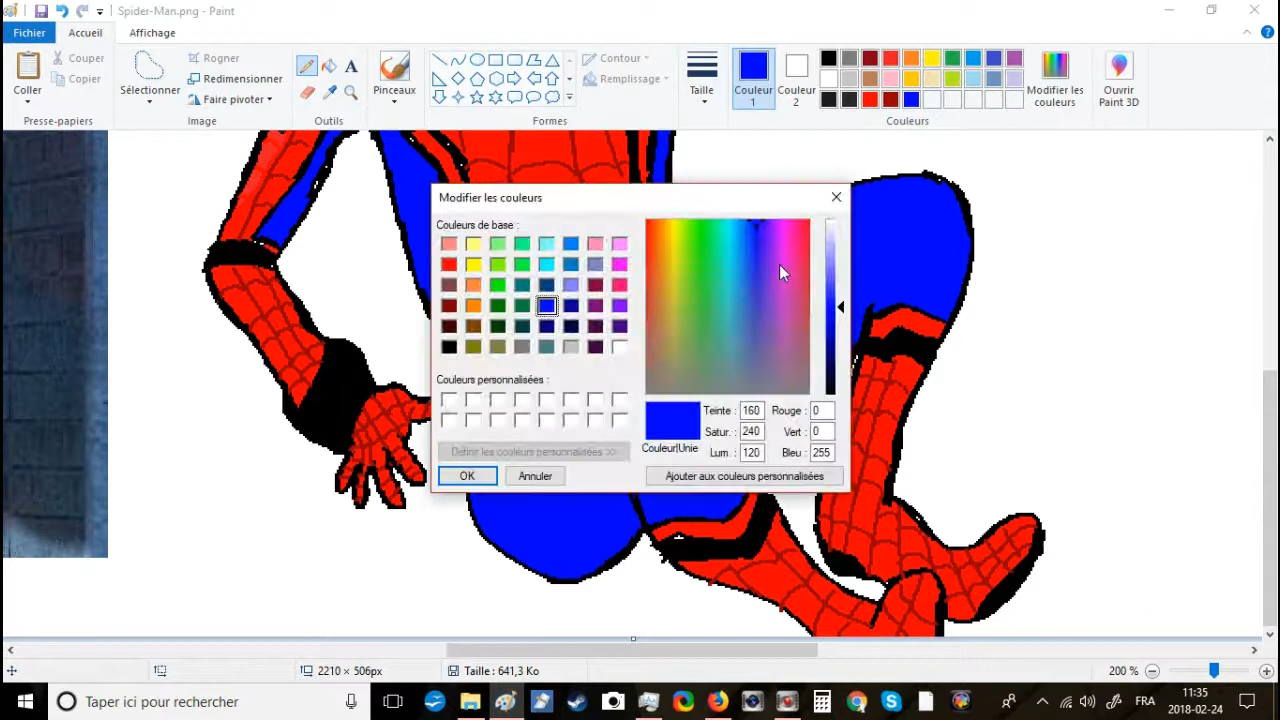 Spider-Man.png - Paint
Fichier Accueil Affichage
Coller
Couper
Copier
Presse-papiers
Sélectionner
Rogner
Redimensionner
Faire pivoter
Image
A
Outils
Pinceaux
Contour
Remplissage
Formes
Taille
Couleur 1
Couleur 2
Modifier les couleurs
Couleurs
Ouvrir Paint 3D
Modifier les couleurs
Couleurs de base :
Couleurs personnalisées :
Définir les couleurs personnalisées >>
OK Annuler
Couleur|Unie
Teinte : 160 Rouge : 0
Satur. : 240 Vert : 0
Lum. : 120 Bleu : 255
Ajouter aux couleurs personnalisées
2210 × 506px Taille : 641,3 Ko 200 %
Taper ici pour rechercher
FRA
11:35
2018-02-24